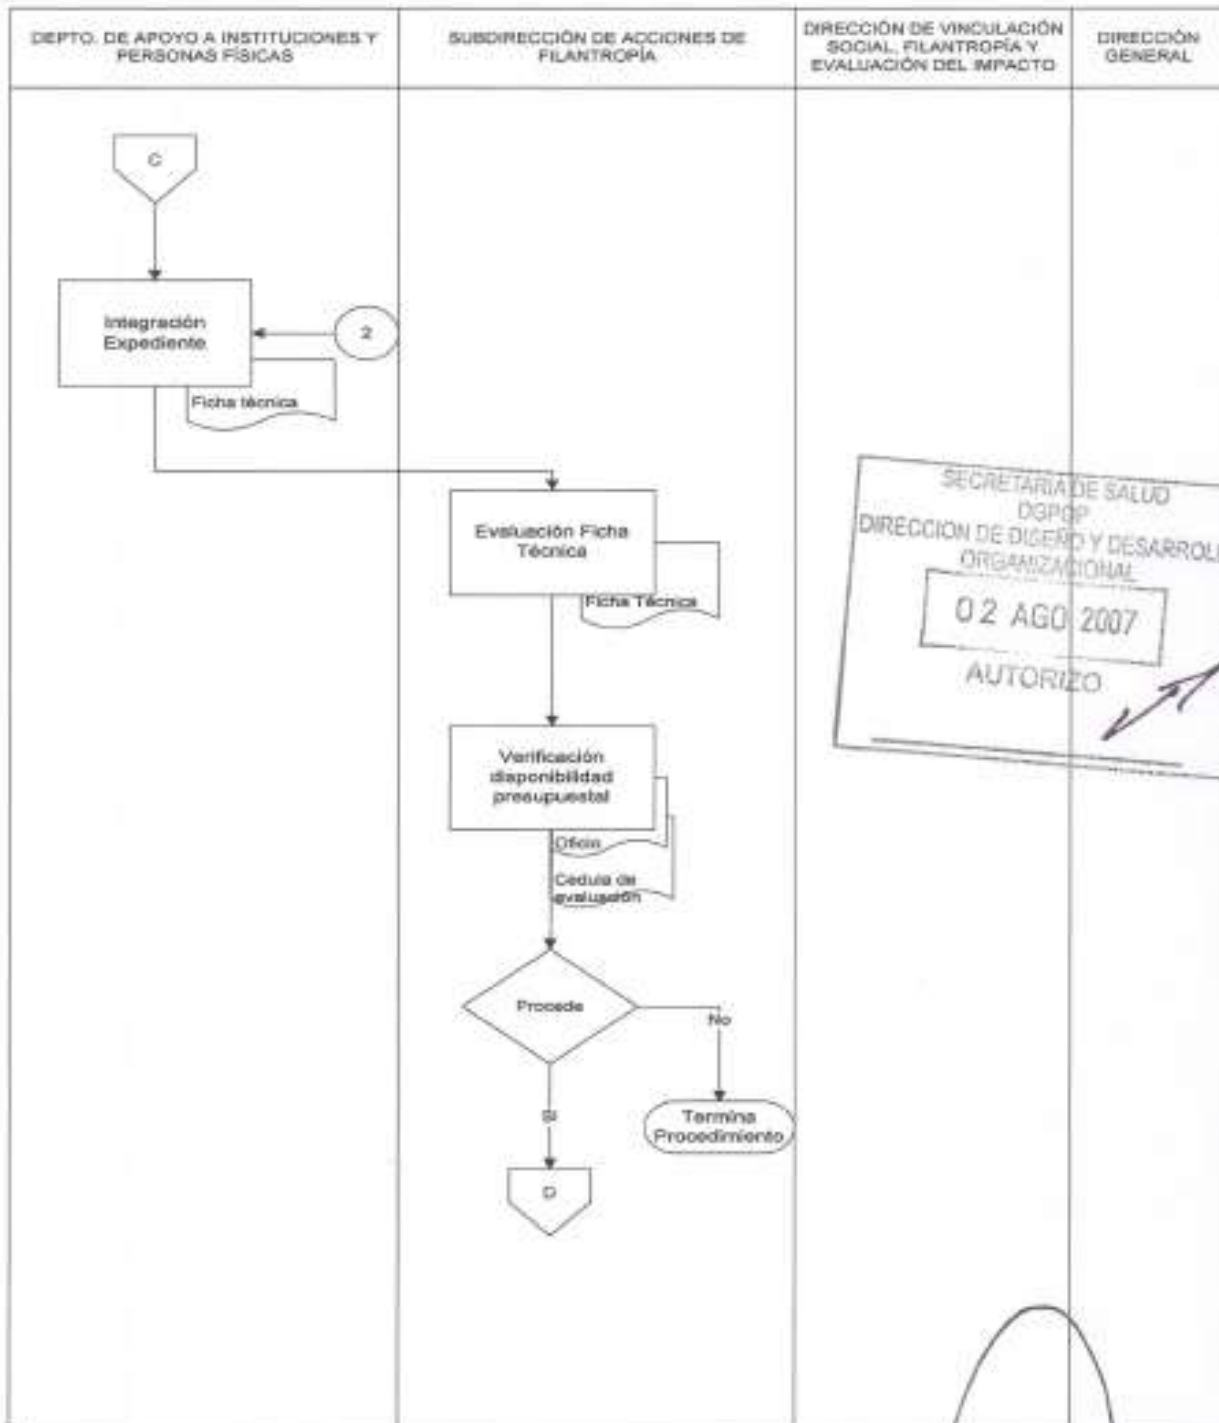 DEPTO. DE APOYO A INSTITUCIONES Y
PERSONAS FÍSICAS
SUBDIRECCIÓN DE ACCIONES DE
FILANTROPÍA
DIRECCIÓN DE VINCULACIÓN
SOCIAL, FILANTROPÍA Y
EVALUACIÓN DEL IMPACTO
DIRECCIÓN
GENERAL
C
Integración
Expediente
2
Ficha técnica
Evaluación Ficha
Técnica
Ficha Técnica
SECRETARIA DE SALUD
DGPOP
DIRECCION DE DISEÑO Y DESARROLL
ORGANIZACIONAL
02 AGO 2007
AUTORIZO
Verificación
disponibilidad
presupuestal
Oficio
Cedula de
evaluación
Procede
No
Si
Termina
Procedimiento
D